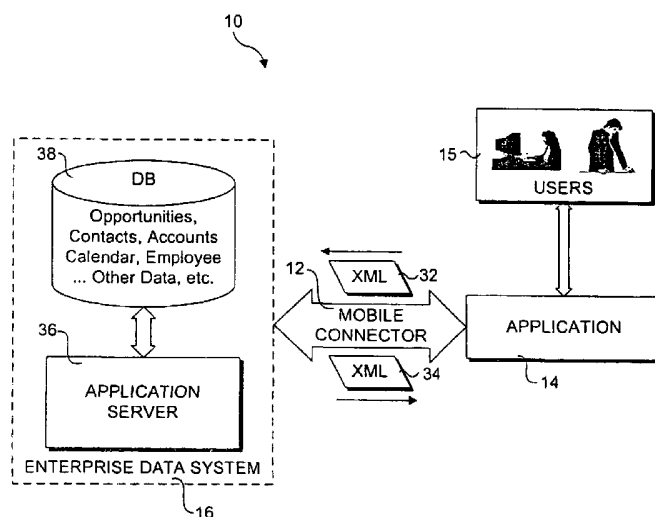 10
38
DB
Opportunities,
Contacts, Accounts
Calendar, Employee
... Other Data, etc.
36
APPLICATION
SERVER
ENTERPRISE DATA SYSTEM
16
12
XML
32
MOBILE
CONNECTOR
XML
34
15
USERS
APPLICATION
14